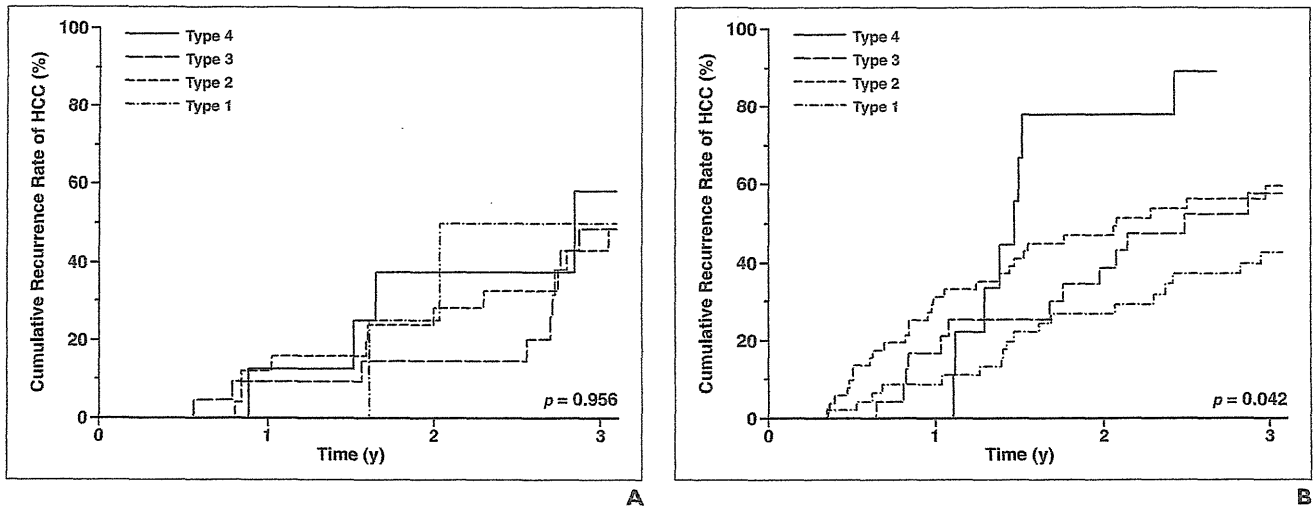 Cumulative Recurrence Rate of HCC (%)
100
80
60
40
20
0
Type 4
Type 3
Type 2
Type 1
p = 0.956
0
1
2
3
Time (y)
A
Cumulative Recurrence Rate of HCC (%)
100
80
60
40
20
0
Type 4
Type 3
Type 2
Type 1
p = 0.042
0
1
2
3
Time (y)
B